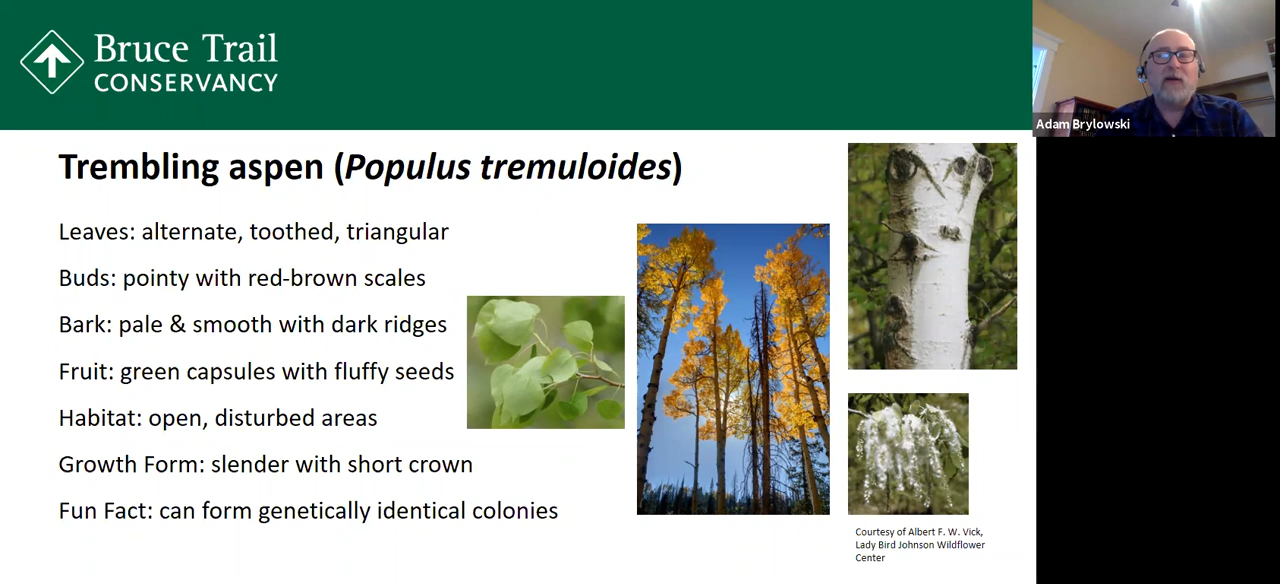 Bruce Trail
CONSERVANCY
Adam Brylowski
Trembling aspen (Populus tremuloides)
Leaves: alternate, toothed, triangular
Buds: pointy with red-brown scales
Bark: pale & smooth with dark ridges
Fruit: green capsules with fluffy seeds
Habitat: open, disturbed areas
Growth Form: slender with short crown
Fun Fact: can form genetically identical colonies
Courtesy of Albert F. W. Vick,
Lady Bird Johnson Wildflower
Center